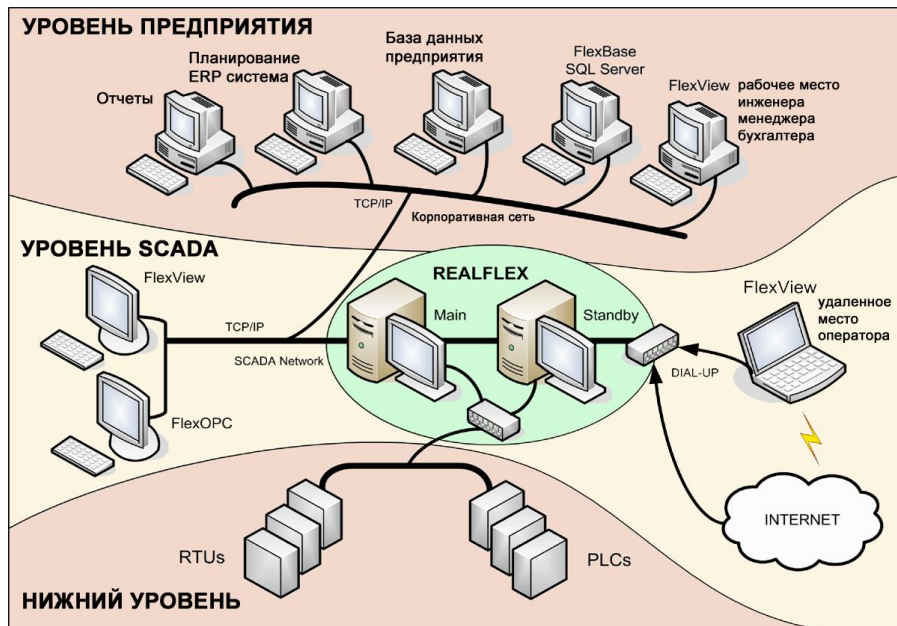 УРОВЕНЬ ПРЕДПРИЯТИЯ
Отчеты
Планирование
ERP система
База данных
предприятия
FlexBase
SQL Server
FlexView
рабочее место
инженера
менеджера
бухгалтера
TCP/IP
Корпоративная сеть
УРОВЕНЬ SCADA
FlexView
TCP/IP
SCADA Network
FlexOPC
REALFLEX
Main
Standby
FlexView
удаленное
место
оператора
DIAL-UP
INTERNET
RTUs
PLCs
НИЖНИЙ УРОВЕНЬ